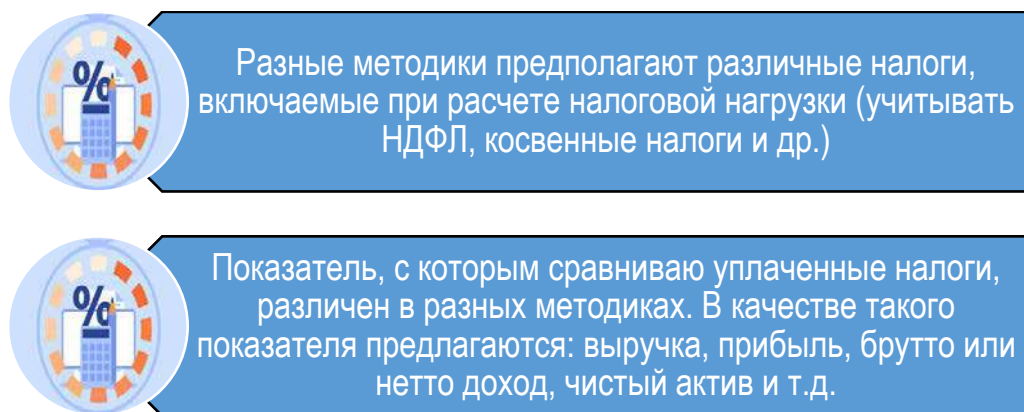 %
Разные методики предполагают различные налоги,
включаемые при расчете налоговой нагрузки (учитывать
НДФЛ, косвенные налоги и др.)
%
Показатель, с которым сравниваю уплаченные налоги,
различен в разных методиках. В качестве такого
показателя предлагаются: выручка, прибыль, брутто или
нетто доход, чистый актив и т.д.